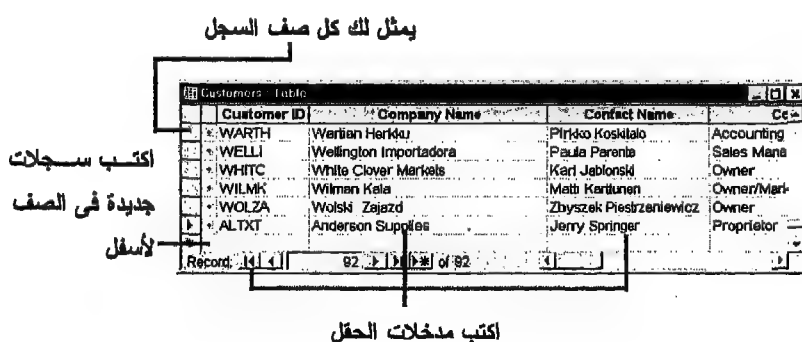 يمثل لك كل صف السجل
Customers : Table
Customer ID Company Name Contact Name Co
WARTH Wartian Herkku Pirkko Koskitalo Accounting
WELLI Wellington Importadora Paula Parente Sales Mana
WHITC White Clover Markets Karl Jablonski Owner
WILMK Wilman Kala Matti Karttunen Owner/Mark
WOLZA Wolski Zajazd Zbyszek Piestrzeniewicz Owner
ALTXT Anderson Supplies Jerry Springer Proprietor
Record: 92 of 92
اكتب سجلات
جديدة فى الصف
لأسفل
اكتب مدخلات الحقل